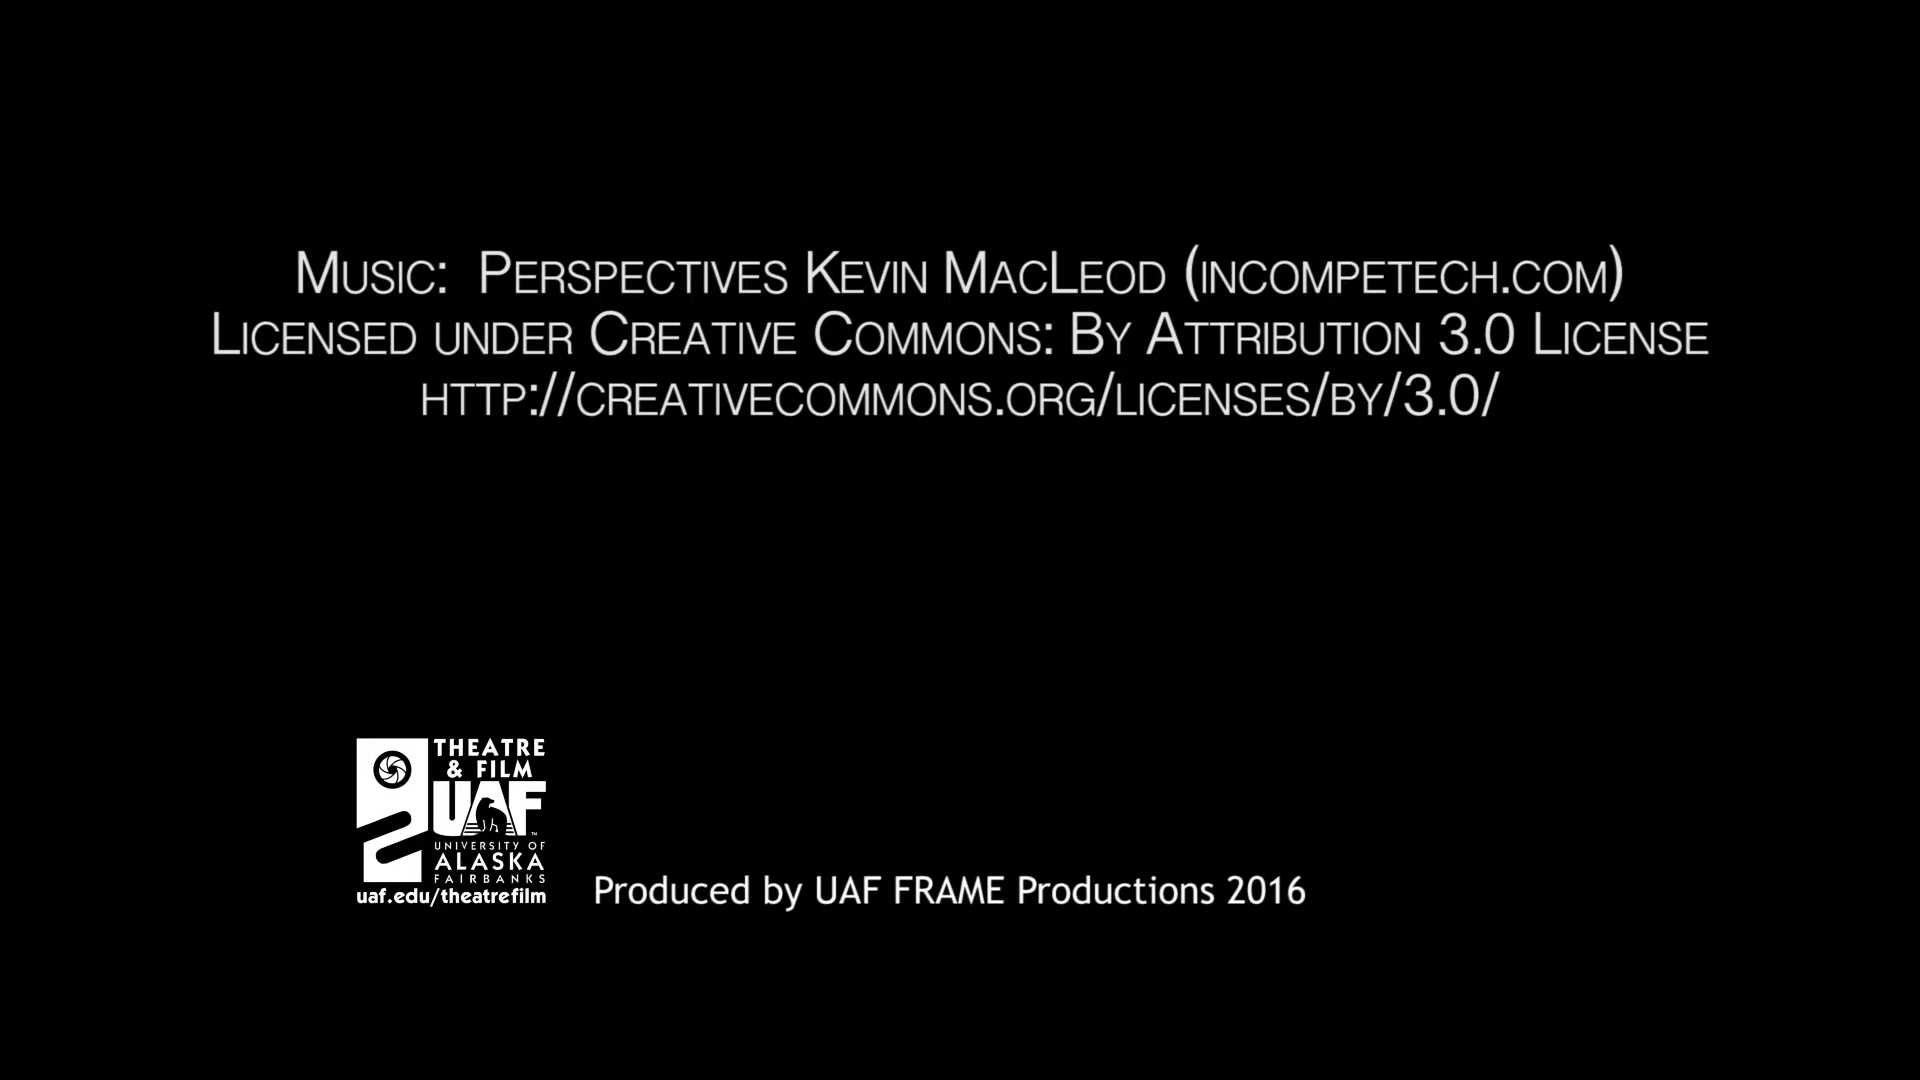 Music:  Perspectives Kevin MacLeod (incompetech.com)
Licensed under Creative Commons: By Attribution 3.0 License
http://creativecommons.org/licenses/by/3.0/
THEATRE
& FILM
UAF™
UNIVERSITY OF
ALASKA
FAIRBANKS
uaf.edu/theatrefilm
Produced by UAF FRAME Productions 2016